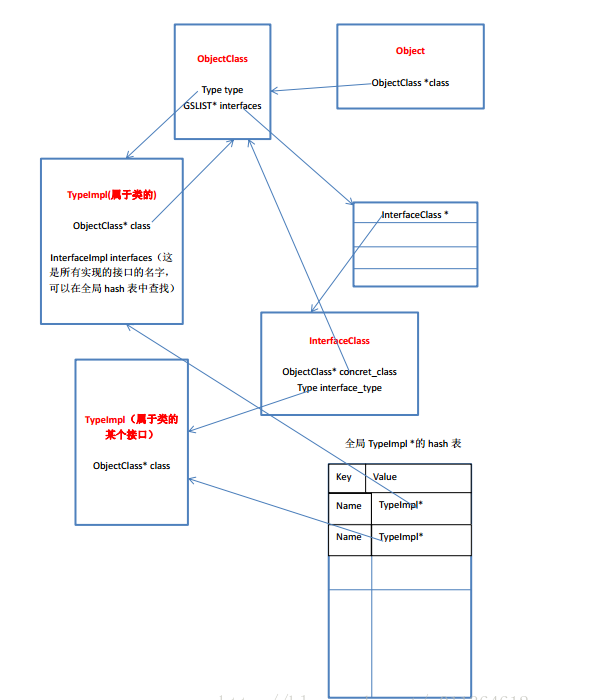 ObjectClass
Type type
GSLIST* interfaces
Object
ObjectClass *class
TypeImpl(属于类的)
ObjectClass* class
InterfaceImpl interfaces（这
是所有实现的接口的名字，
可以在全局 hash 表中查找）
InterfaceClass *
InterfaceClass
ObjectClass* concret_class
Type interface_type
TypeImpl（属于类的
某个接口）
ObjectClass* class
全局 TypeImpl *的 hash 表
Key Value
Name TypeImpl*
Name TypeImpl*